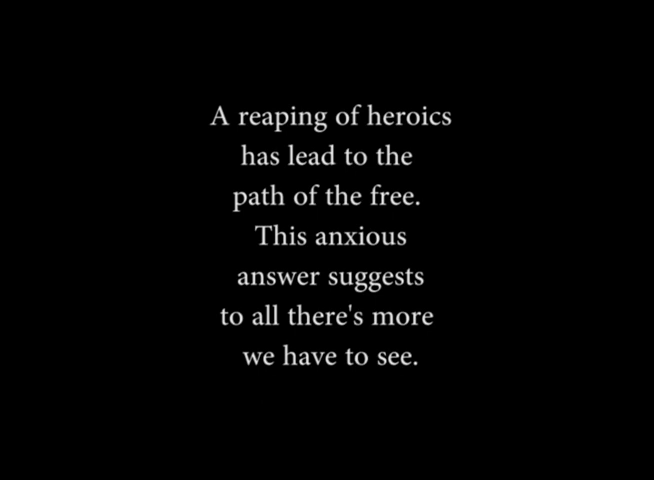 A reaping of heroics
has lead to the
path of the free.
This anxious
answer suggests
to all there's more
we have to see.